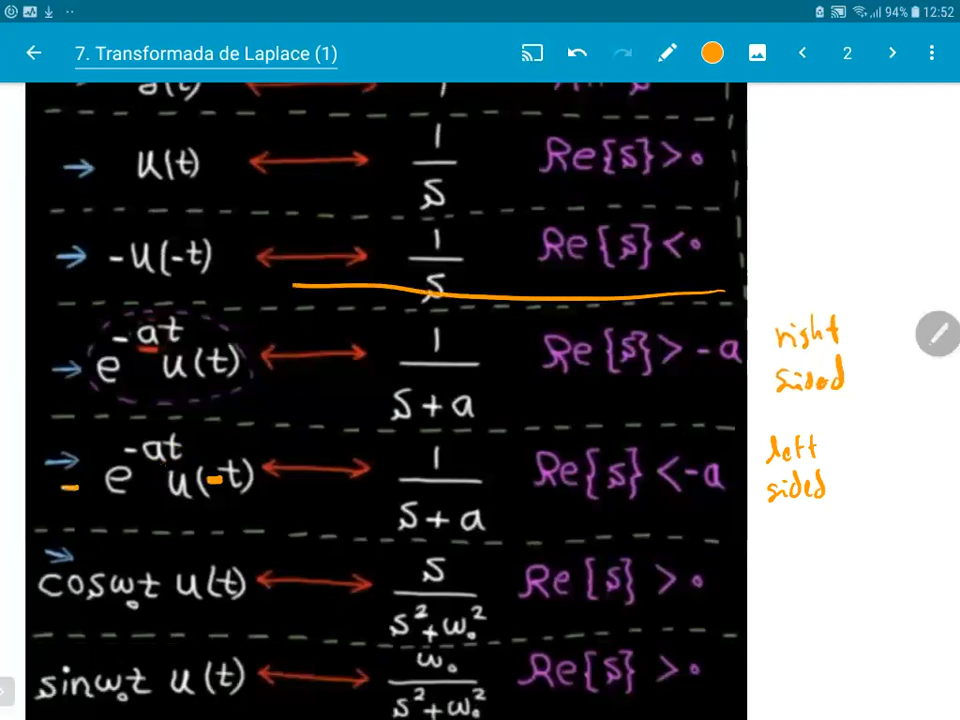 94% 12:52
7. Transformada de Laplace (1) 2
u(t) ↔ 1/s Re{s} > 0
-u(-t) ↔ 1/s Re{s} < 0
e^{-at} u(t) ↔ 1/(s+a) Re{s} > -a
right
sided
- e^{-at} u(-t) ↔ 1/(s+a) Re{s} < -a
left
sided
cosω₀t u(t) ↔ s/(s²+ω₀²) Re{s} > 0
sinω₀t u(t) ↔ ω₀/(s²+ω₀²) Re{s} > 0